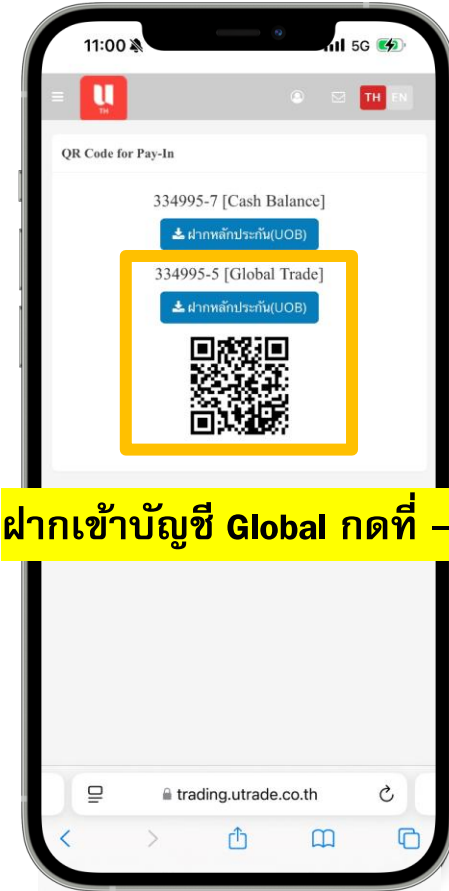 11:00
5G
U
TH
TH EN
QR Code for Pay-In
334995-7 [Cash Balance]
ฝากหลักประกัน(UOB)
334995-5 [Global Trade]
ฝากหลักประกัน(UOB)
ฝากเข้าบัญชี Global กดที่ –
trading.utrade.co.th